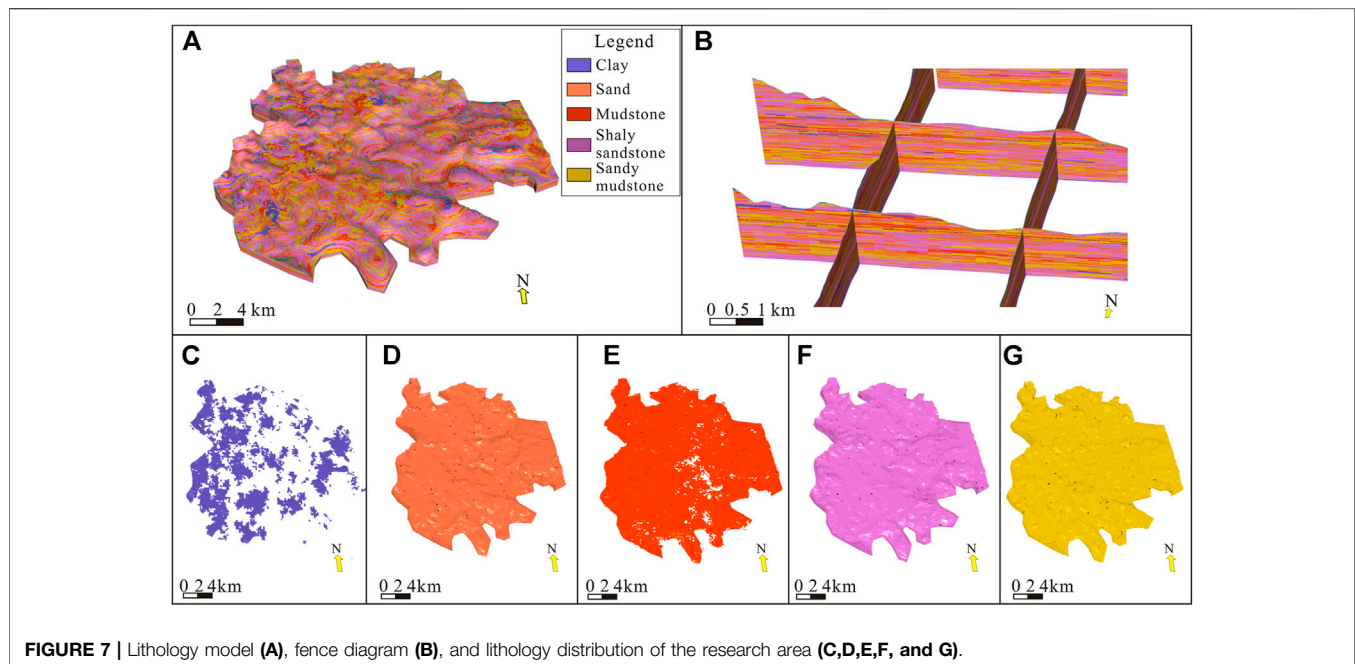 A
Legend
Clay
Sand
Mudstone
Shaly
sandstone
Sandy
mudstone
N
0 2 4 km
B
N
0 0.5 1 km
C
N
0 2 4km
D
N
0 2 4km
E
N
0 2 4km
F
N
0 2 4km
G
N
0 2 4km
FIGURE 7 | Lithology model (A), fence diagram (B), and lithology distribution of the research area (C,D,E,F, and G).